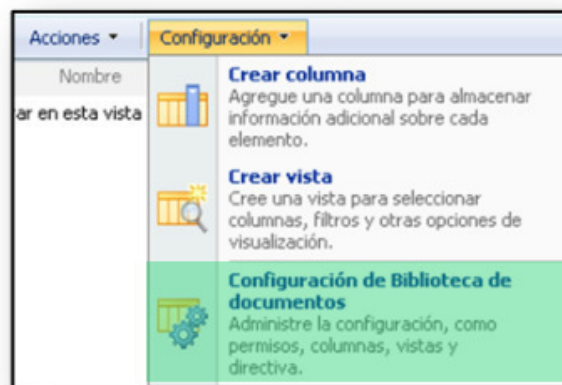 Acciones Configuración
Nombre
rar en esta vista
Crear columna
Agregue una columna para almacenar
información adicional sobre cada
elemento.
Crear vista
Cree una vista para seleccionar
columnas, filtros y otras opciones de
visualización.
Configuración de Biblioteca de
documentos
Administre la configuración, como
permisos, columnas, vistas y
directiva.